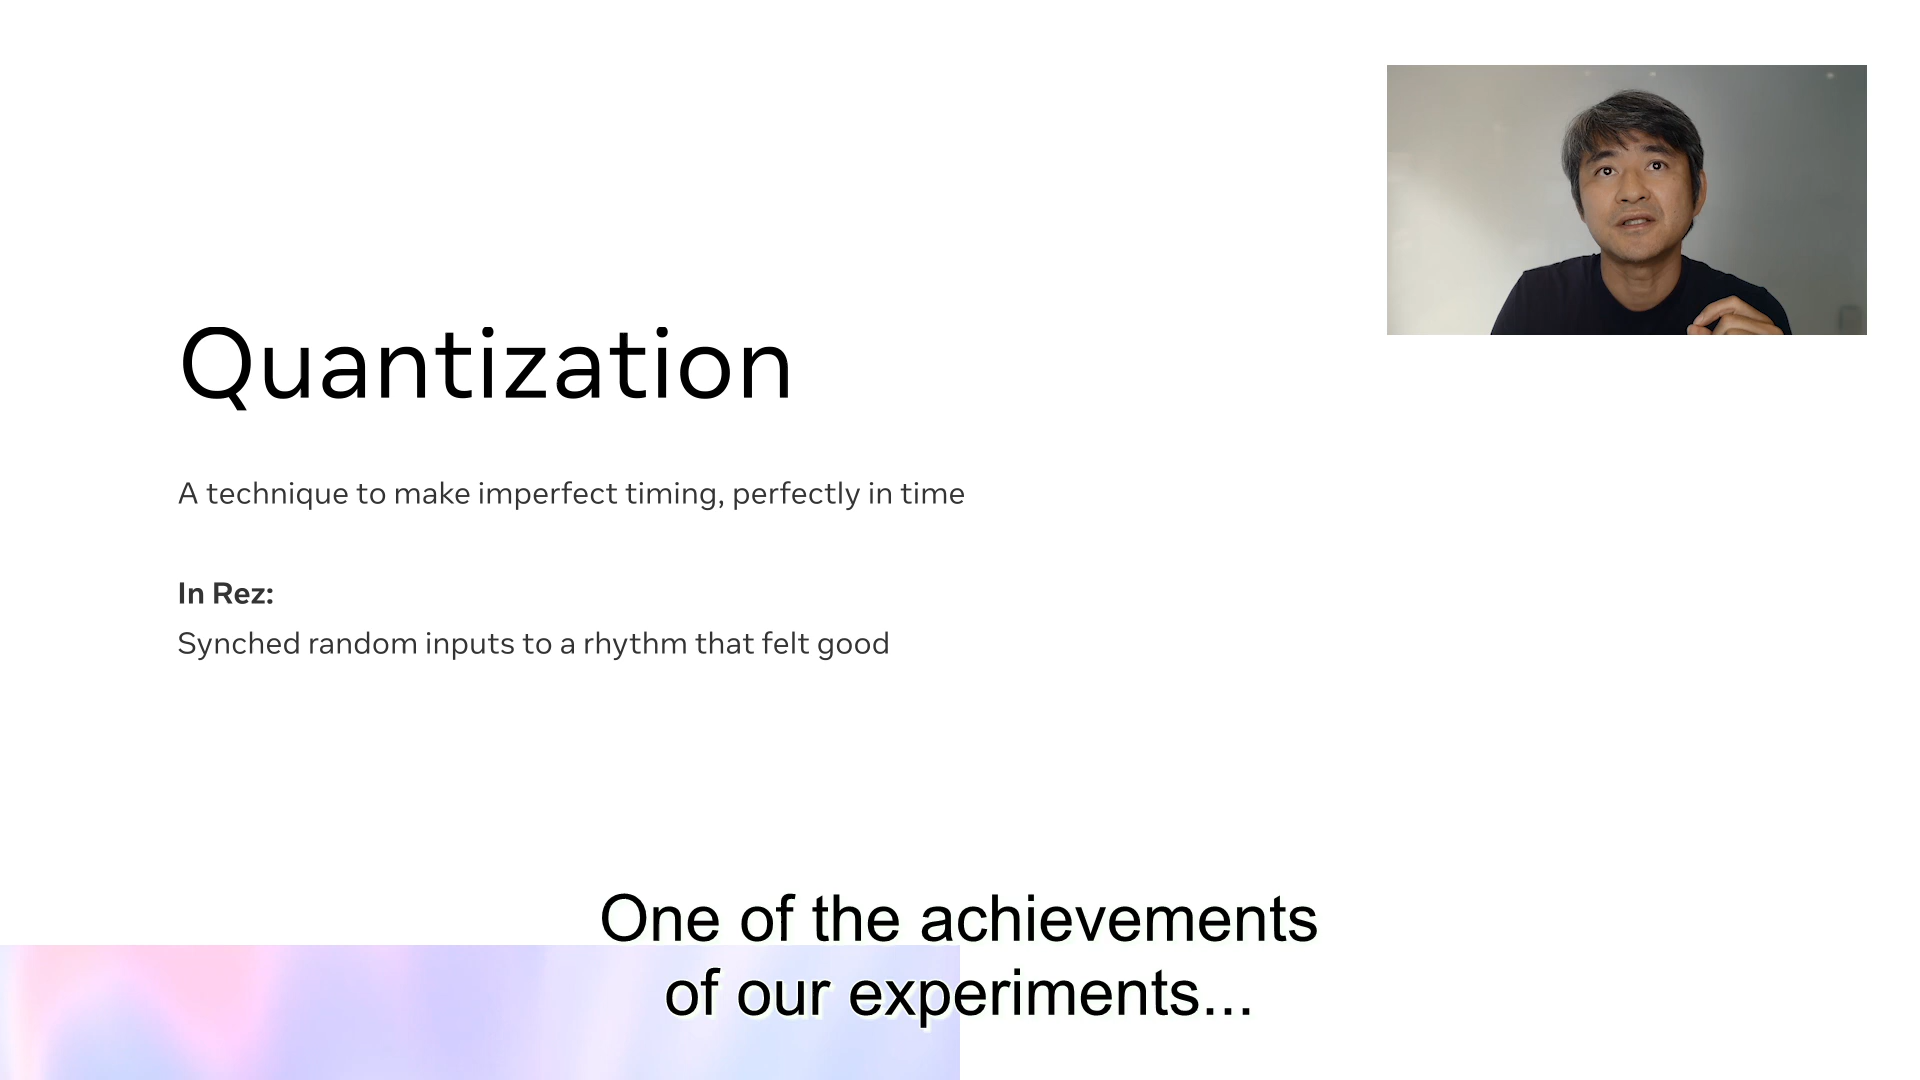 Quantization
A technique to make imperfect timing, perfectly in time
In Rez:
Synched random inputs to a rhythm that felt good
One of the achievements
of our experiments...